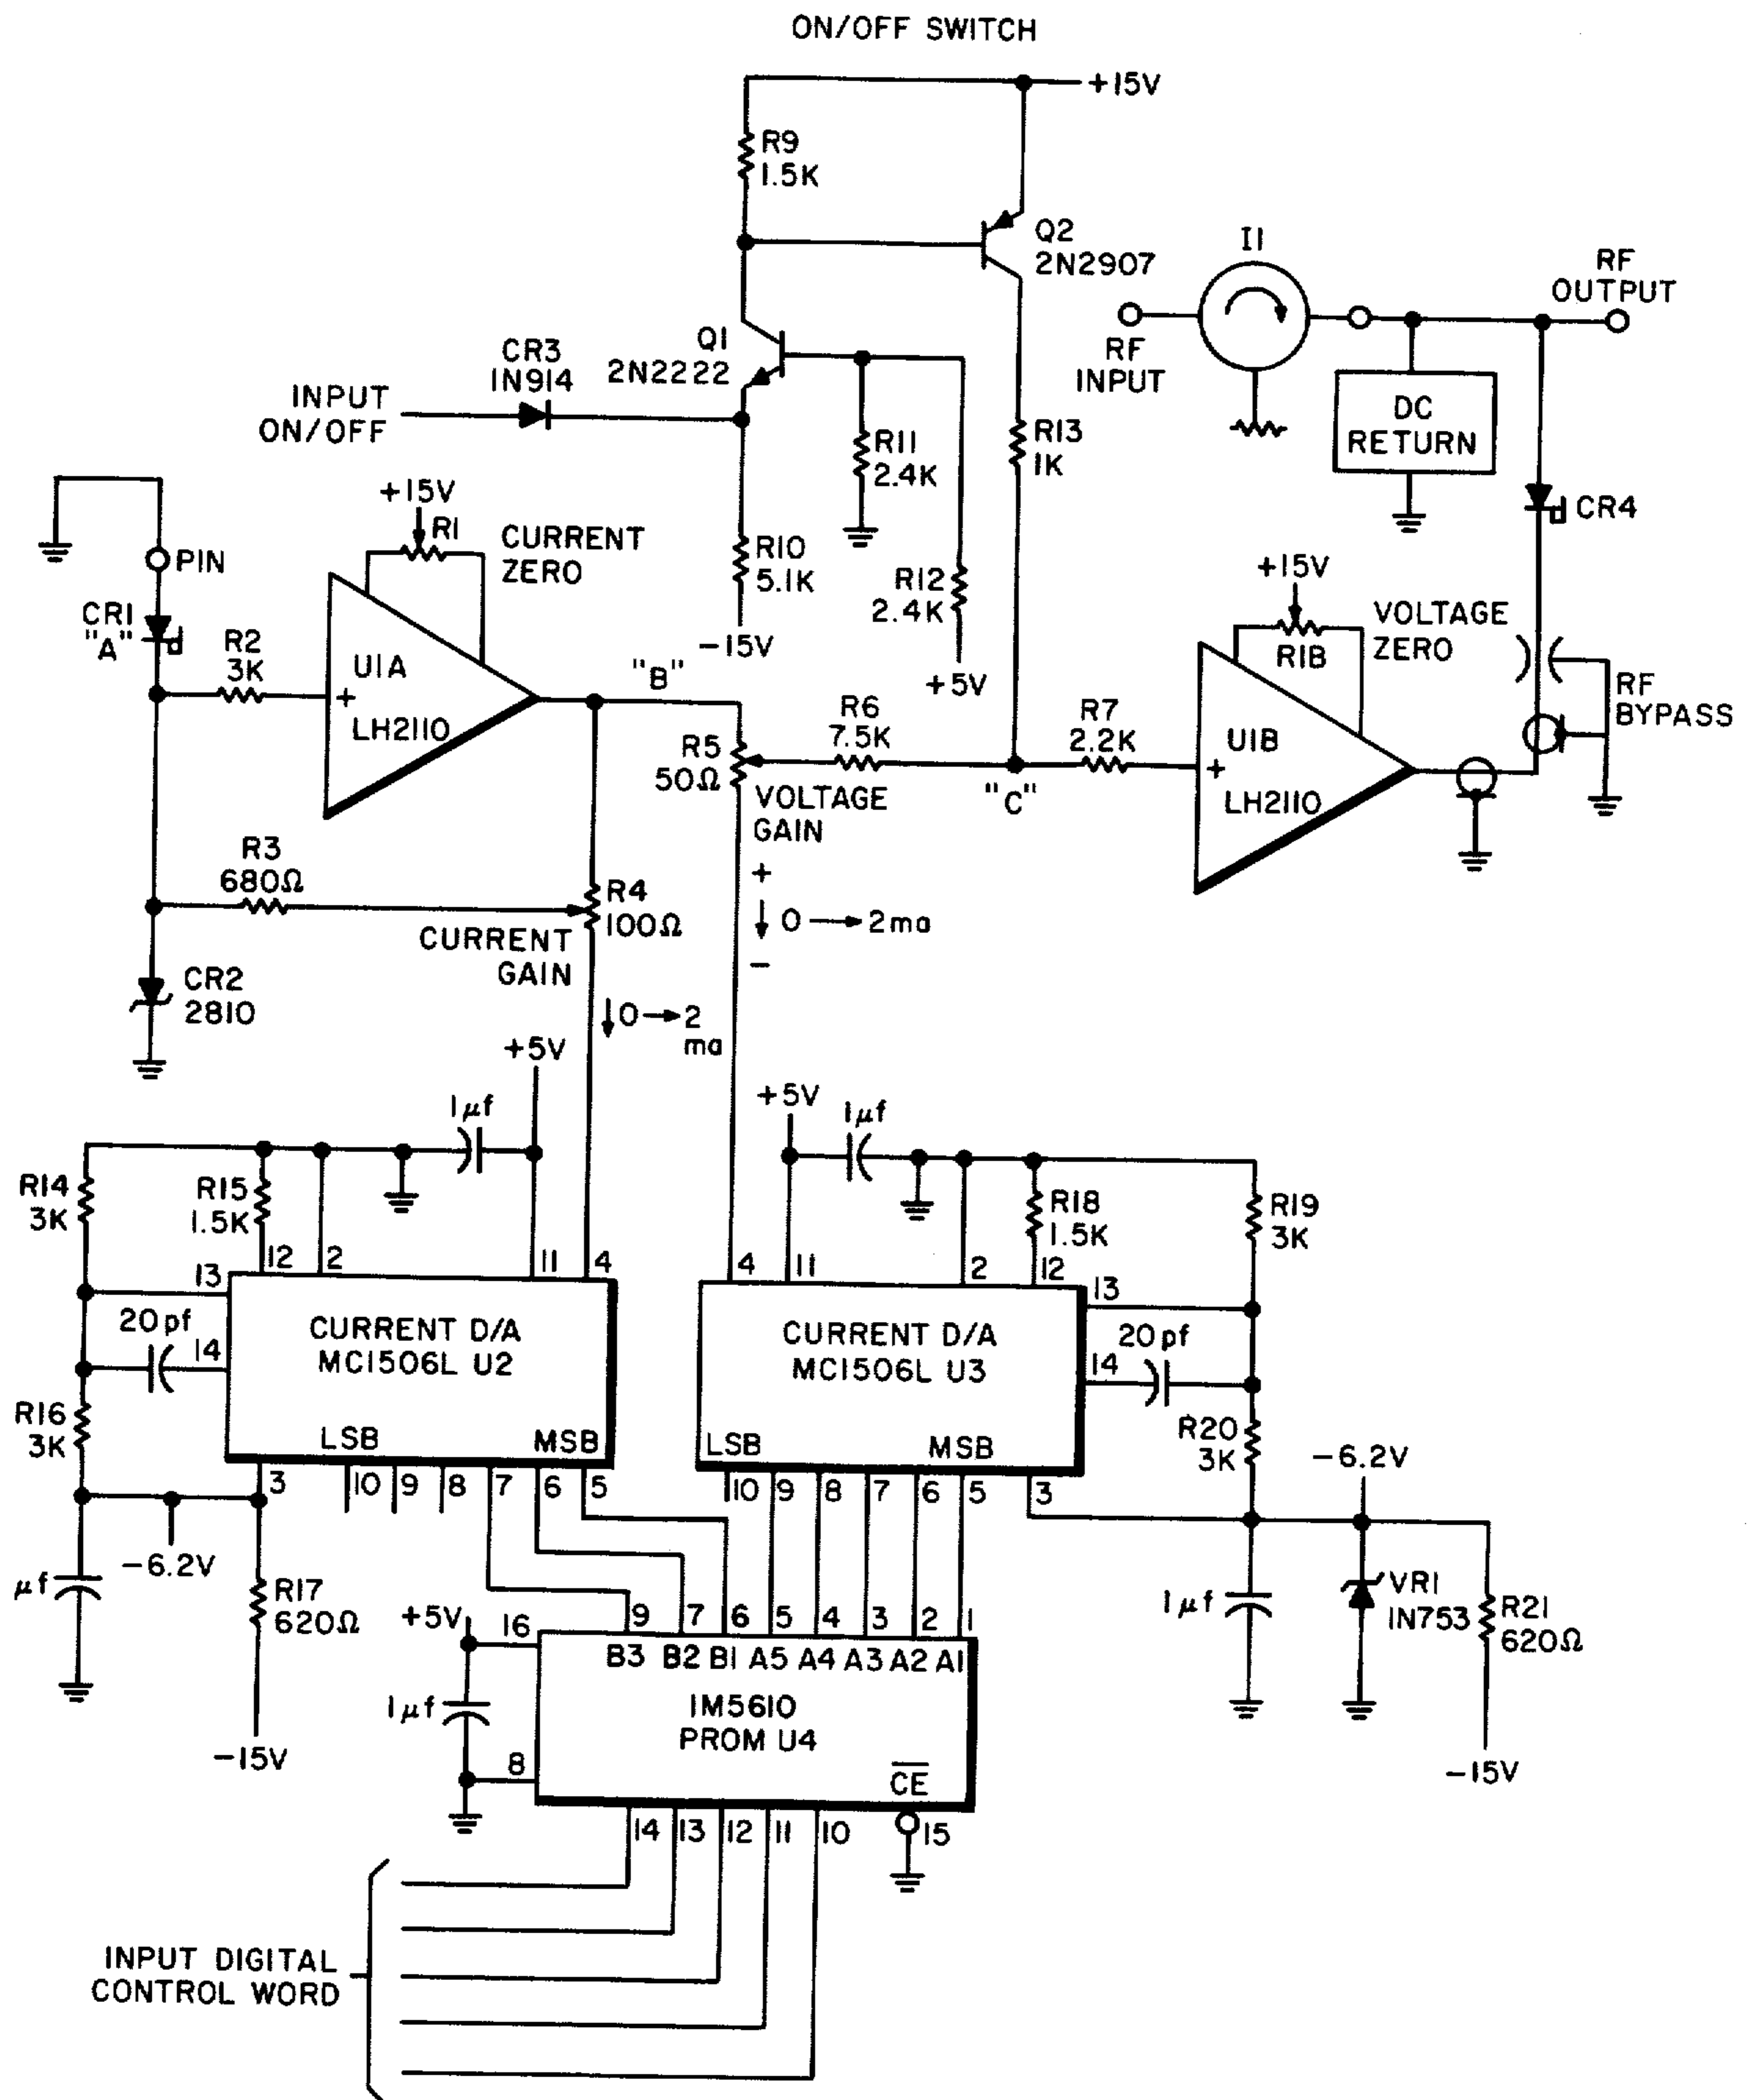 ON/OFF SWITCH
+15V
R9
1.5K
Q2
2N2907
I1
RF
OUTPUT
RF
INPUT
Q1
2N2222
CR3
1N914
INPUT
ON/OFF
R11
2.4K
R13
1K
DC
RETURN
CR4
+15V
R1
CURRENT
ZERO
PIN
CR1
"A"
R2
3K
U1A
+
LH2110
R10
5.1K
-15V
R12
2.4K
+5V
+15V
R1B
VOLTAGE
ZERO
RF
BYPASS
"B"
R5
50Ω
R6
7.5K
R7
2.2K
"C"
U1B
+
LH2110
VOLTAGE
GAIN
+
0 → 2ma
−
R3
680Ω
R4
100Ω
CURRENT
GAIN
CR2
2810
0→2
ma
+5V
1μf
+5V
1μf
R14
3K
R15
1.5K
R18
1.5K
R19
3K
12 2 11 4
4 11 2 12
13
20pf
14
CURRENT D/A
MC1506L U2
R16
3K
LSB MSB
3 10 9 8 7 6 5
13
20pf
14
CURRENT D/A
MC1506L U3
R20
3K
LSB MSB
10 9 8 7 6 5 3
-6.2V
μf
R17
620Ω
-15V
-6.2V
1μf
VR1
1N753
R21
620Ω
-15V
+5V
16
9 7 6 5 4 3 2 1
B3 B2 B1 A5 A4 A3 A2 A1
IM5610
PROM U4
1μf
8
CE
14 13 12 11 10 15
INPUT DIGITAL
CONTROL WORD